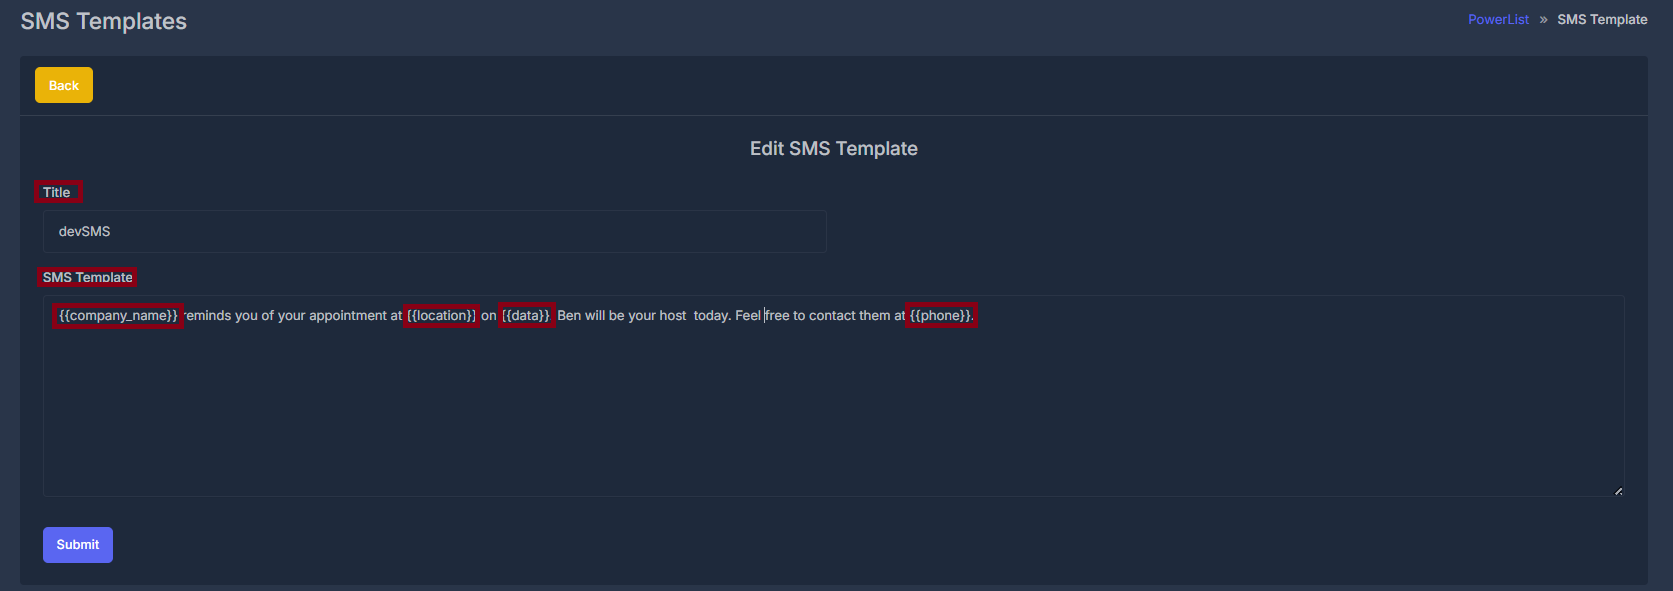 SMS Templates
PowerList » SMS Template
Back
Edit SMS Template
Title
devSMS
SMS Template
{{company_name}} reminds you of your appointment at {{location}} on {{data}} Ben will be your host  today. Feel free to contact them at {{phone}}.
Submit